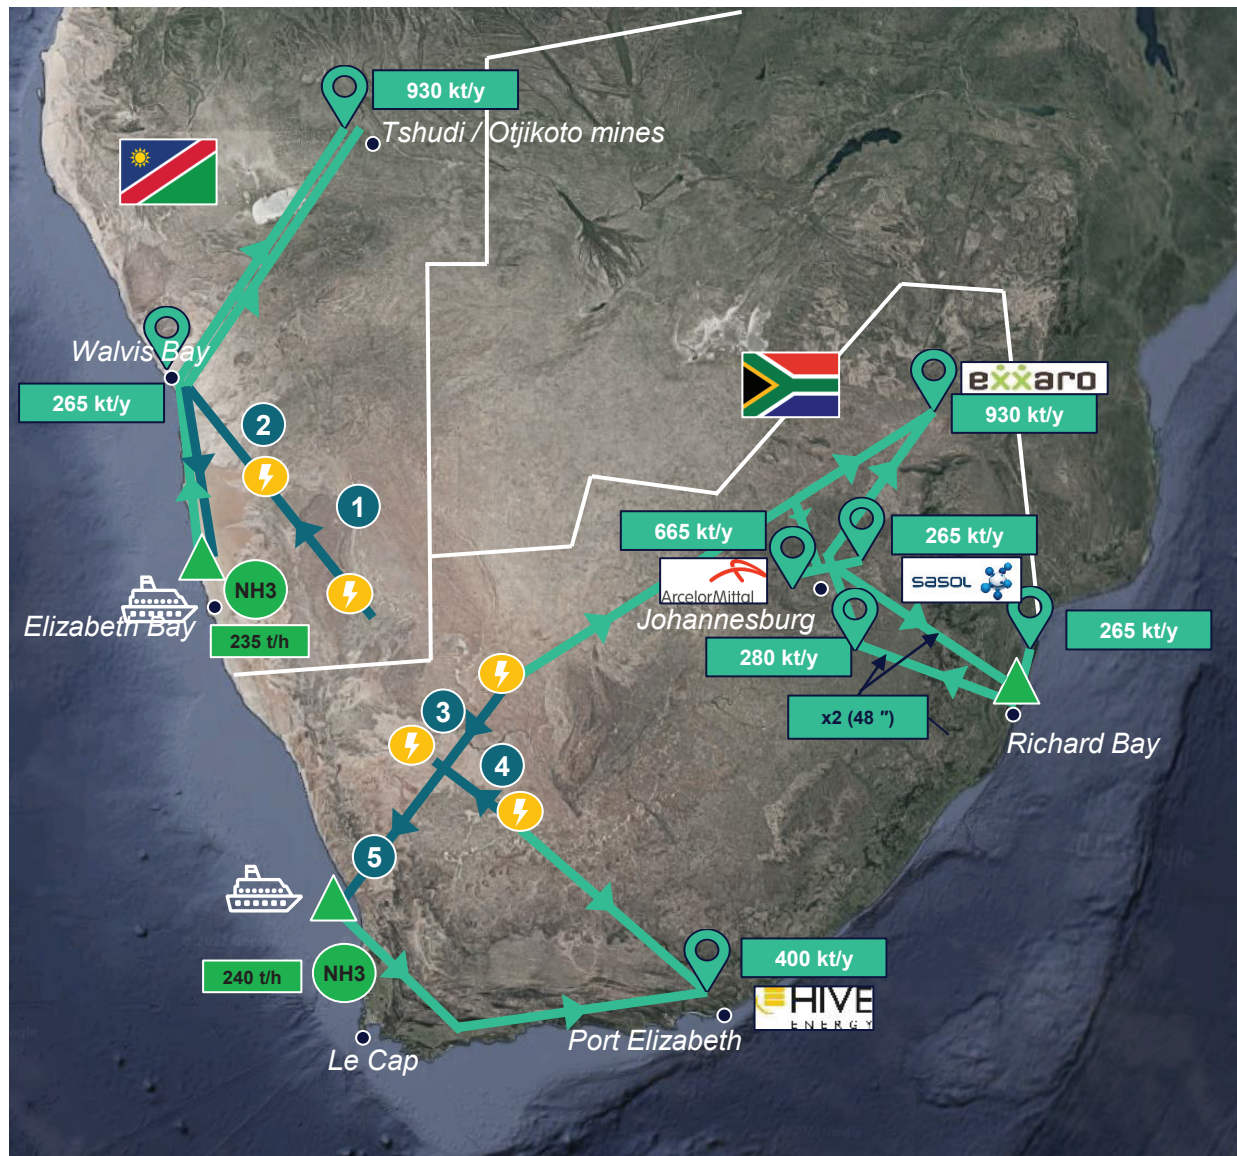 930 kt/y
Tshudi / Otjikoto mines
Walvis Bay
265 kt/y
2
1
exxaro
930 kt/y
665 kt/y
265 kt/y
ArcelorMittal
sasol
NH3
Elizabeth Bay
235 t/h
Johannesburg
280 kt/y
265 kt/y
x2 (48 ″)
3
4
Richard Bay
5
NH3
240 t/h
400 kt/y
HIVE
ENERGY
Port Elizabeth
Le Cap